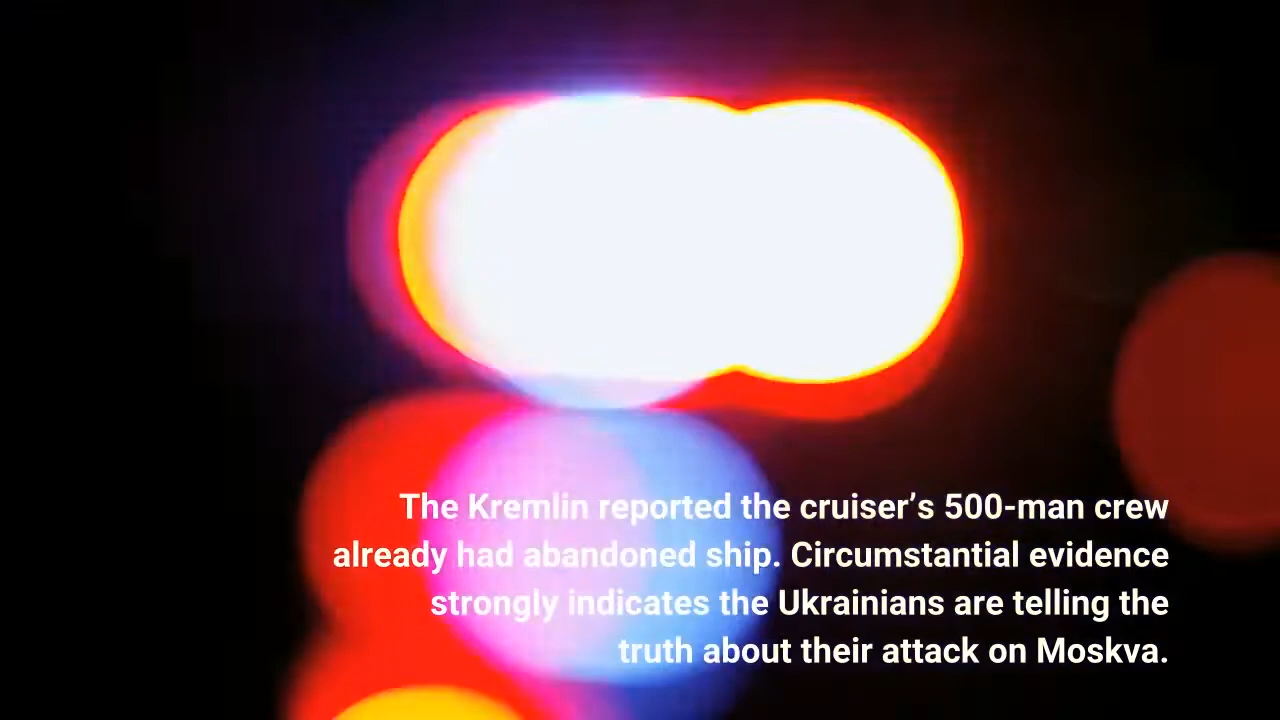 The Kremlin reported the cruiser’s 500-man crew
already had abandoned ship. Circumstantial evidence
strongly indicates the Ukrainians are telling the
truth about their attack on Moskva.